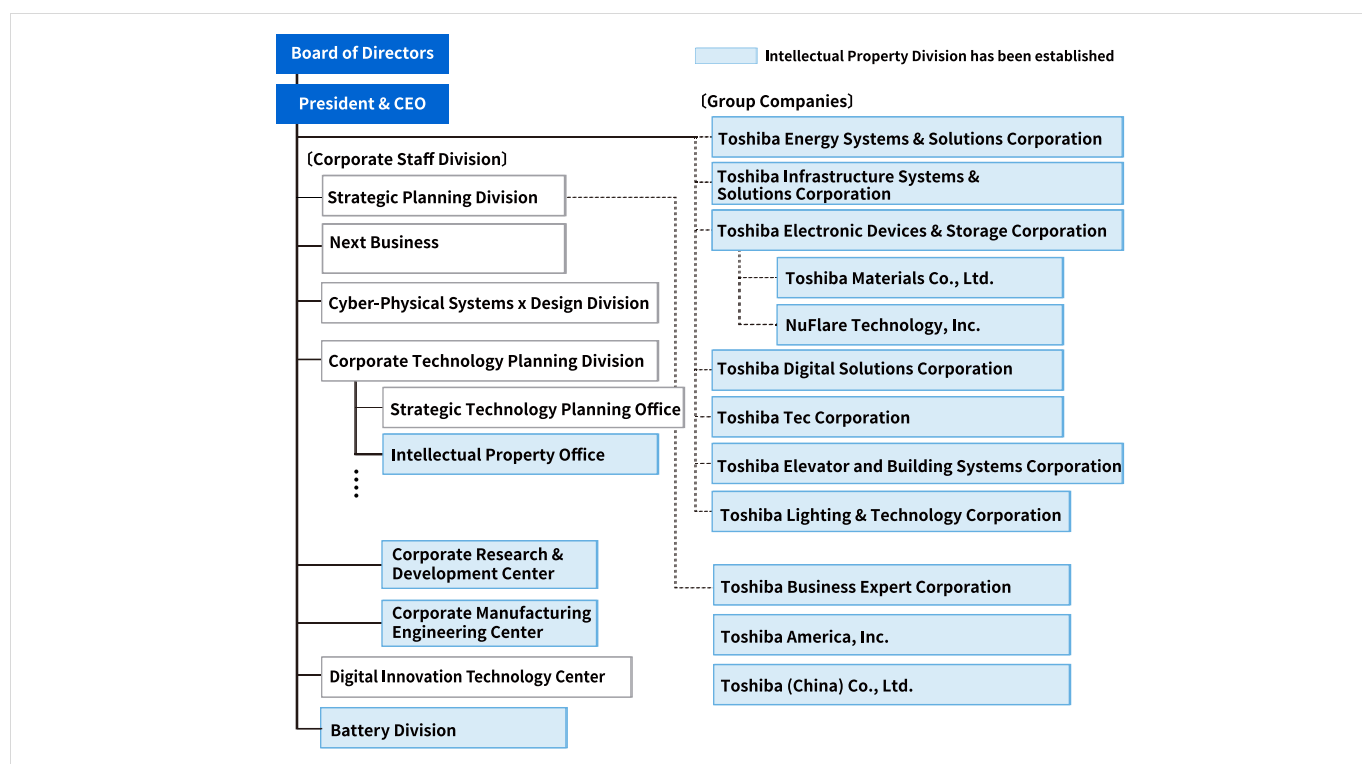 Board of Directors
President & CEO
〔Corporate Staff Division〕
Strategic Planning Division
Next Business
Cyber-Physical Systems x Design Division
Corporate Technology Planning Division
Strategic Technology Planning Office
Intellectual Property Office
Corporate Research &
Development Center
Corporate Manufacturing
Engineering Center
Digital Innovation Technology Center
Battery Division
Intellectual Property Division has been established
〔Group Companies〕
Toshiba Energy Systems & Solutions Corporation
Toshiba Infrastructure Systems &
Solutions Corporation
Toshiba Electronic Devices & Storage Corporation
Toshiba Materials Co., Ltd.
NuFlare Technology, Inc.
Toshiba Digital Solutions Corporation
Toshiba Tec Corporation
Toshiba Elevator and Building Systems Corporation
Toshiba Lighting & Technology Corporation
Toshiba Business Expert Corporation
Toshiba America, Inc.
Toshiba (China) Co., Ltd.